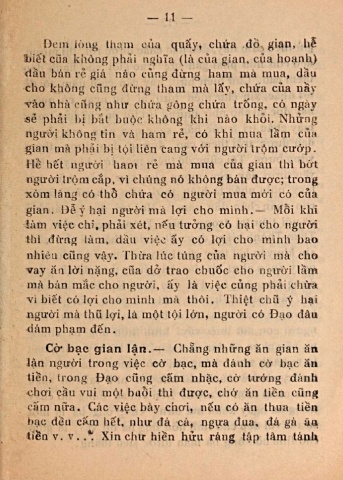 — 11 —
Đem lòng tham của quấy, chứa đồ gian, hễ
biết của không phải nghĩa (là của gian, của hoạnh)
dầu bán rẻ giá nào cũng đừng ham mà mua, dầu
cho không cũng đừng tham mà lấy, chứa của nầy
vào nhà cũng như chứa gông chứa trống, có ngày
sẻ phải bị bắt buộc không khi nào khỏi. Những
người không tin và ham rẻ, có khi mua lầm của
gian mà phải bị tội liên cang với người trộm cướp.
Hễ hết người ham rẻ mà mua của gian thì bớt
người trộm cắp, vì chúng nó không bán được; trong
xóm làng có thổ chứa có người mua mới có của
gian. Để ý hại người mà lợi cho mình.— Mỗi khi
làm việc chi, phải xét, nếu tưởng có hại cho người
thì đừng làm, dầu việc ấy có lợi cho mình bao
nhiêu cũng vậy. Thừa lúc túng của người mà cho
vay ăn lời nặng, của dở trao chuốc cho người lầm
mà bán mắc cho người, ấy là việc củng phải chừa
vì biết có lợi cho mình mà thôi. Thiệt chủ ý hại
người mà thủ lợi, là một tội lớn, người có Đạo đâu
dám phạm đến.
Cờ bạc gian lận.— Chẳng những ăn gian ăn
lận người trong việc cờ bạc, mà đánh cờ bạc ăn
tiền, trong Đạo cũng cấm nhặc, cờ tướng đánh
chơi cầu vui một buổi thì được, chớ ăn tiền cũng
cấm nữa. Các việc bày chơi, nếu có ăn thua tiền
bạc đều cấm hết, như đá cá, ngựa đua, đá gà ăn
tiền v. v... Xin chư hiền hữu ráng tập tâm tánh